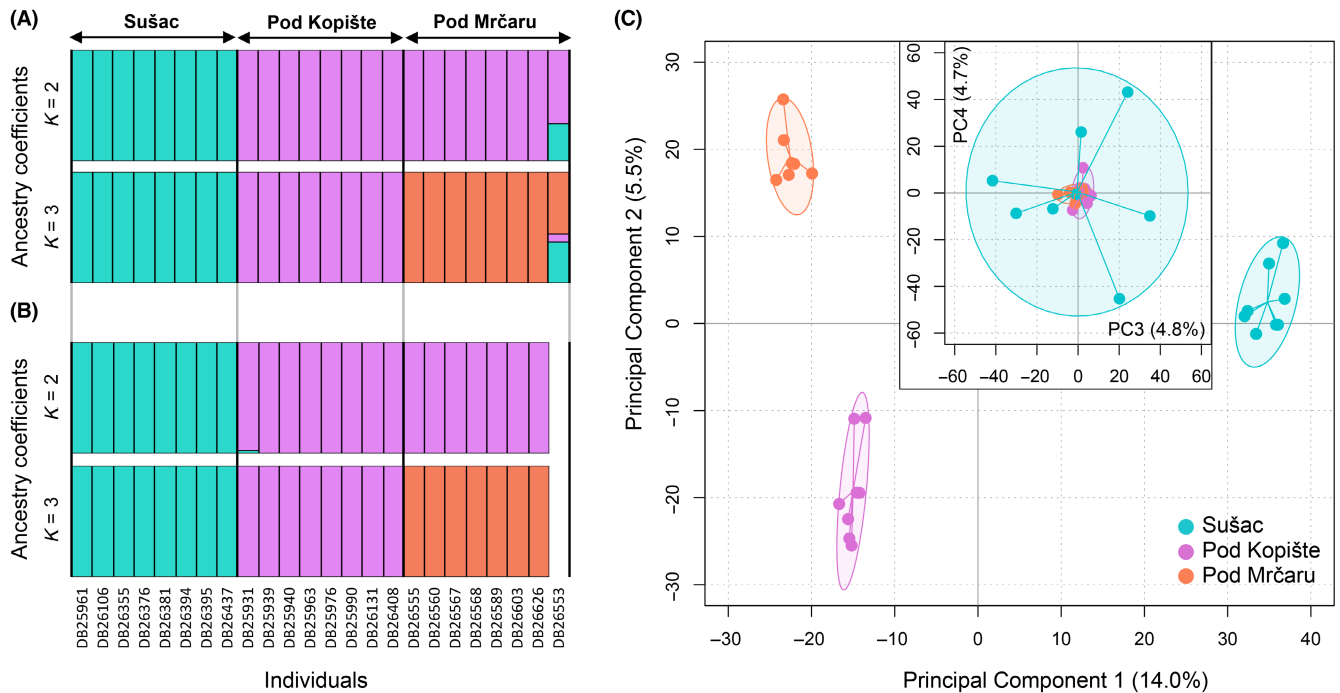 (A)
Sušac
Pod Kopište
Pod Mrčaru
Ancestry coefficients
K = 2
K = 3
(B)
Ancestry coefficients
K = 2
K = 3
DB25961
DB26106
DB26355
DB26376
DB26381
DB26394
DB26395
DB26437
DB25931
DB25939
DB25940
DB25963
DB25976
DB25990
DB26131
DB26408
DB26555
DB26560
DB26567
DB26568
DB26589
DB26603
DB26626
DB26553
Individuals
(C)
Principal Component 2 (5.5%)
30
20
10
0
−10
−20
−30
−30
−20
−10
0
10
20
30
40
Principal Component 1 (14.0%)
PC4 (4.7%)
60
40
20
0
−20
−40
−60
PC3 (4.8%)
−60
−40
−20
0
20
40
60
Sušac
Pod Kopište
Pod Mrčaru